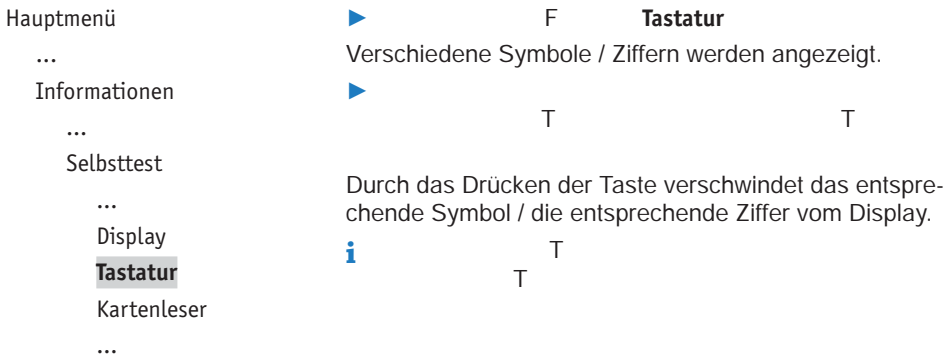 Hauptmenü
...
Informationen
...
Selbsttest
...
Display
Tastatur
Kartenleser
...
► F Tastatur
Verschiedene Symbole / Ziffern werden angezeigt.
►
T T
Durch das Drücken der Taste verschwindet das entspre-
chende Symbol / die entsprechende Ziffer vom Display.
i T
T